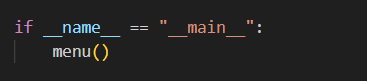 if __name__ == "__main__":
    menu()